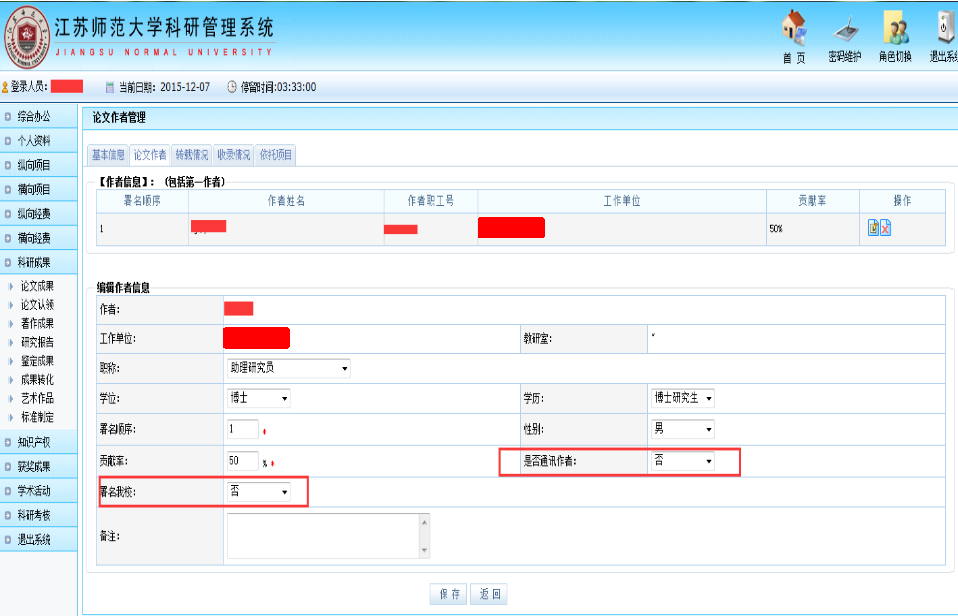 江苏师范大学科研管理系统
JIANGSU NORMAL UNIVERSITY
首 页 密码维护 角色切换 退出系统
登录人员: 当前日期: 2015-12-07 停留时间:03:33:00
综合办公
个人资料
纵向项目
横向项目
纵向经费
横向经费
科研成果
论文成果
论文认领
著作成果
研究报告
鉴定成果
成果转化
艺术作品
标准制定
知识产权
获奖成果
学术活动
科研考核
退出系统
论文作者管理
基本信息 论文作者 转载情况 收录情况 依托项目
【作者信息】: (包括第一作者)
署名顺序 作者姓名 作者职工号 工作单位 贡献率 操作
1 50%
编辑作者信息
作者:
工作单位: 教研室:
职称: 助理研究员
学位: 博士 学历: 博士研究生
署名顺序: 1 * 性别: 男
贡献率: 50 % * 是否通讯作者: 否
署名我校: 否
备注:
保 存 返 回